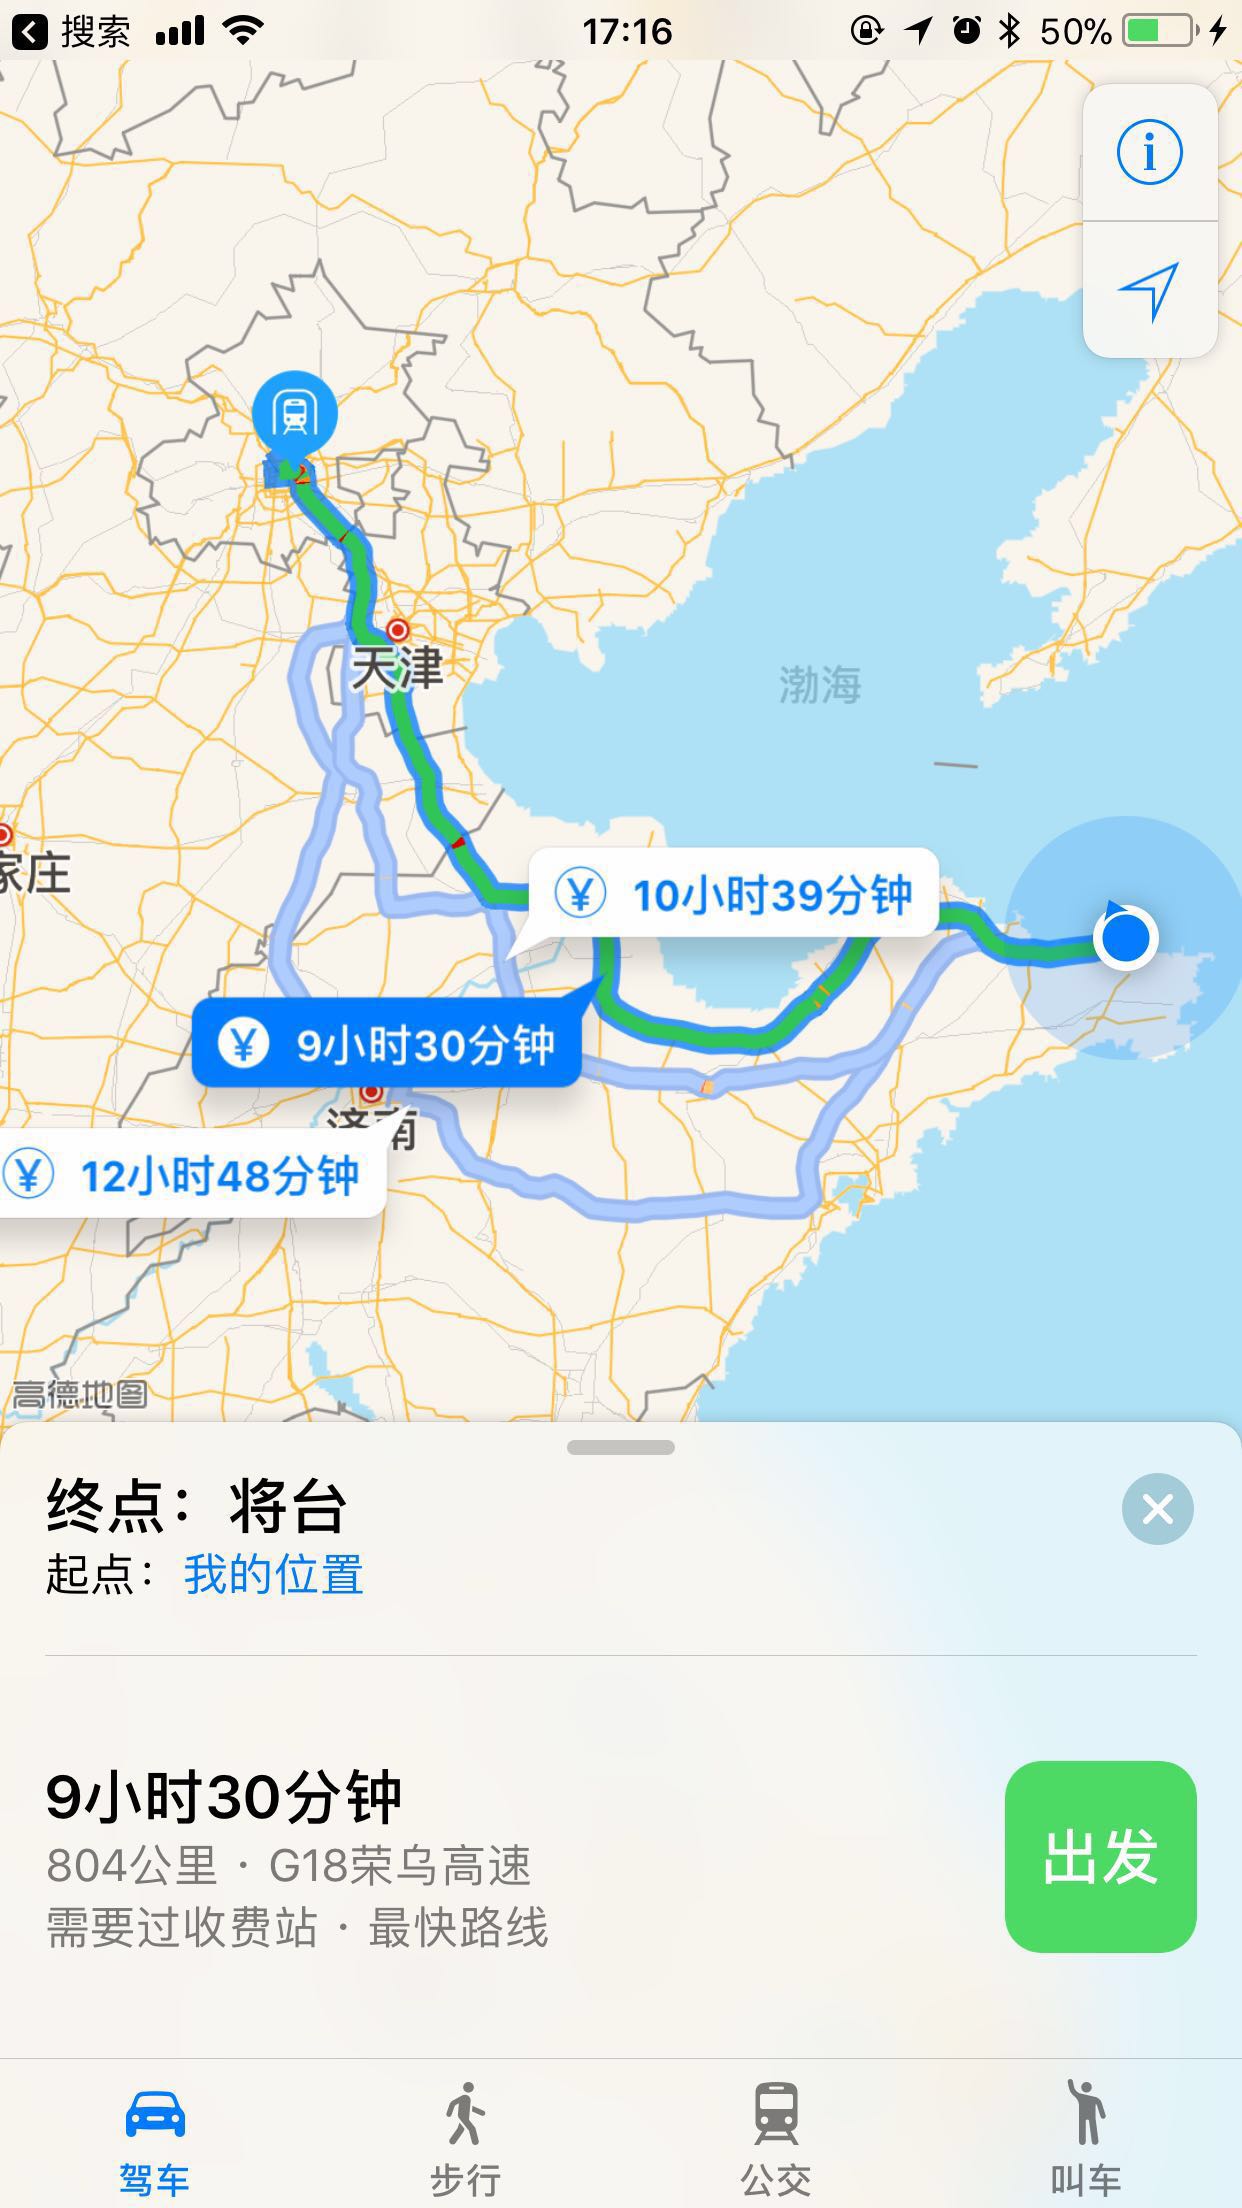 搜索
17:16
50%
天津
渤海
家庄
¥ 10小时39分钟
¥ 9小时30分钟
济南
¥ 12小时48分钟
高德地图
终点：将台
起点：我的位置
9小时30分钟
804公里 · G18荣乌高速
需要过收费站 · 最快路线
出发
驾车
步行
公交
叫车